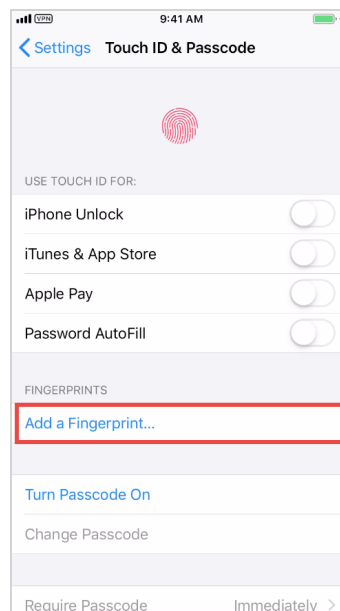 VPN 9:41 AM
Settings Touch ID & Passcode
USE TOUCH ID FOR:
iPhone Unlock
iTunes & App Store
Apple Pay
Password AutoFill
FINGERPRINTS
Add a Fingerprint...
Turn Passcode On
Change Passcode
Require Passcode Immediately